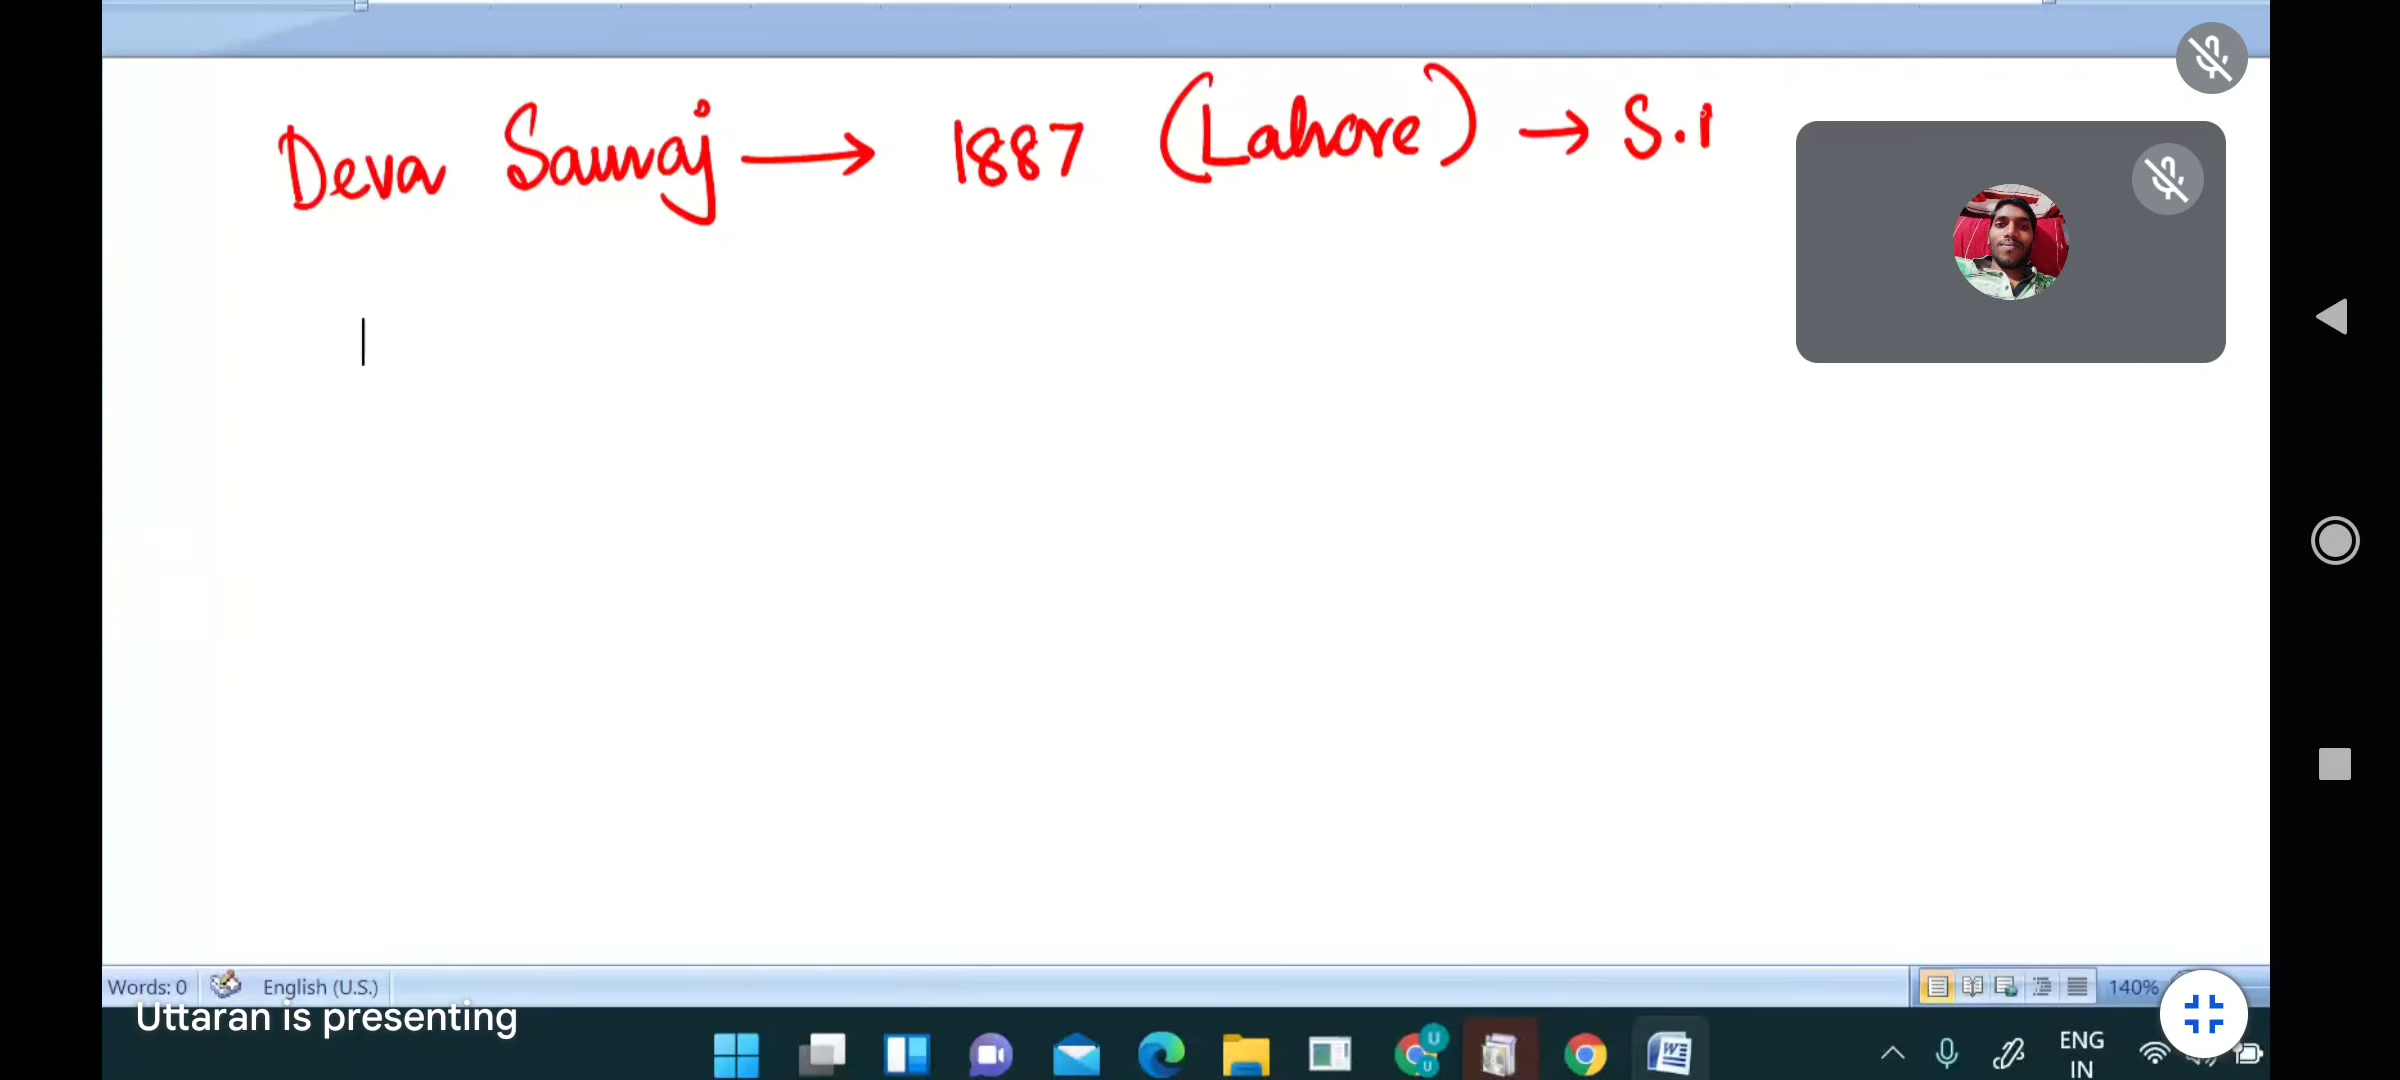 Deva Samaj → 1887 (Lahore) → S.
Words: 0 English (U.S.) 140%
Uttaran is presenting
U
U
W
ENG
IN